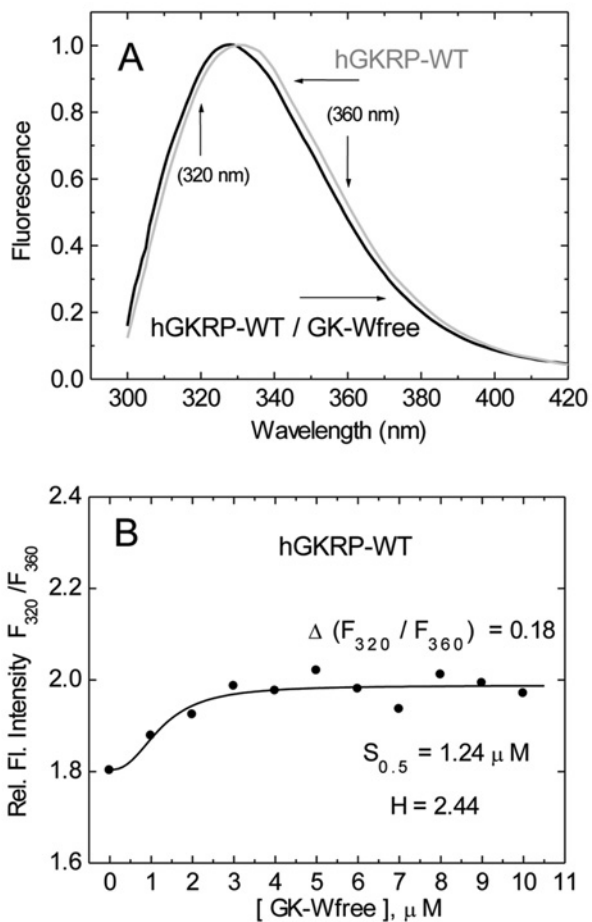 A
hGKRP-WT
(360 nm)
(320 nm)
hGKRP-WT / GK-Wfree
1.0
0.8
0.6
0.4
0.2
0.0
Fluorescence
300 320 340 360 380 400 420
Wavelength (nm)
B
hGKRP-WT
Δ (F320 / F360) = 0.18
S0.5 = 1.24 μ M
H = 2.44
2.4
2.2
2.0
1.8
1.6
Rel. Fl. Intensity F320/F360
0 1 2 3 4 5 6 7 8 9 10 11
[ GK-Wfree ], μ M